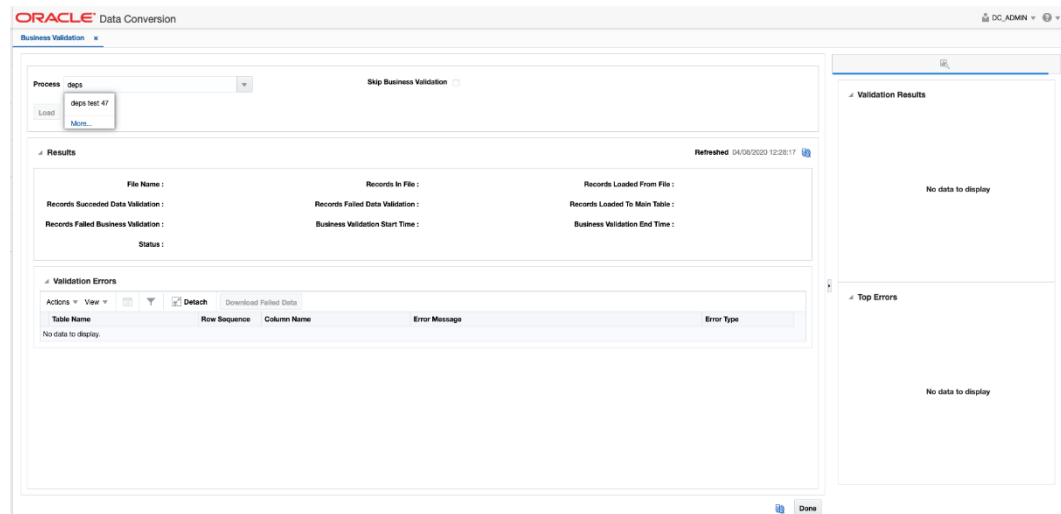 ORACLE® Data Conversion
DC_ADMIN
Business Validation x
Process deps
Skip Business Validation
deps test 47
Load
More...
Validation Results
Results
Refreshed 04/08/2020 12:28:17
File Name :
Records In File :
Records Loaded From File :
No data to display
Records Succeded Data Validation :
Records Failed Data Validation :
Records Loaded To Main Table :
Records Failed Business Validation :
Business Validation Start Time :
Business Validation End Time :
Status :
Validation Errors
Actions View Detach Download Failed Data
Top Errors
Table Name Row Sequence Column Name Error Message Error Type
No data to display.
No data to display
Done